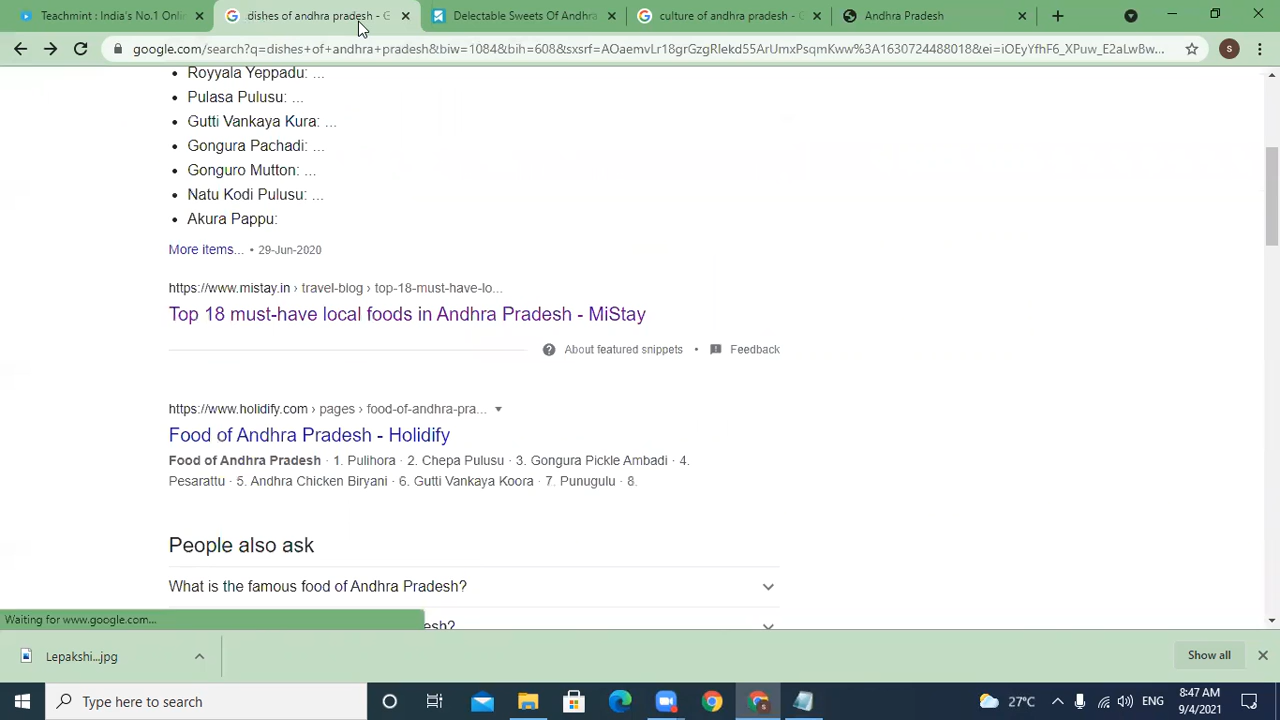 Teachmint : India's No.1 Onlin
dishes of andhra pradesh - G
Delectable Sweets Of Andhra
culture of andhra pradesh - G
Andhra Pradesh
google.com/search?q=dishes+of+andhra+pradesh&biw=1084&bih=608&sxsrf=AOaemvLr18grGzgRlekd55ArUmxPsqmKww%3A1630724488018&ei=iOEyYfhF6_XPuw_E2aLwBw...
S
Royyala Yeppadu: ...
Pulasa Pulusu: ...
Gutti Vankaya Kura: ...
Gongura Pachadi: ...
Gonguro Mutton: ...
Natu Kodi Pulusu: ...
Akura Pappu:
More items... • 29-Jun-2020
https://www.mistay.in › travel-blog › top-18-must-have-lo...
Top 18 must-have local foods in Andhra Pradesh - MiStay
About featured snippets • Feedback
https://www.holidify.com › pages › food-of-andhra-pra...
Food of Andhra Pradesh - Holidify
Food of Andhra Pradesh · 1. Pulihora · 2. Chepa Pulusu · 3. Gongura Pickle Ambadi · 4.
Pesarattu · 5. Andhra Chicken Biryani · 6. Gutti Vankaya Koora · 7. Punugulu · 8.
People also ask
What is the famous food of Andhra Pradesh?
esh?
Waiting for www.google.com...
Lepakshi....jpg
Show all
Type here to search
27°C
ENG
8:47 AM
9/4/2021